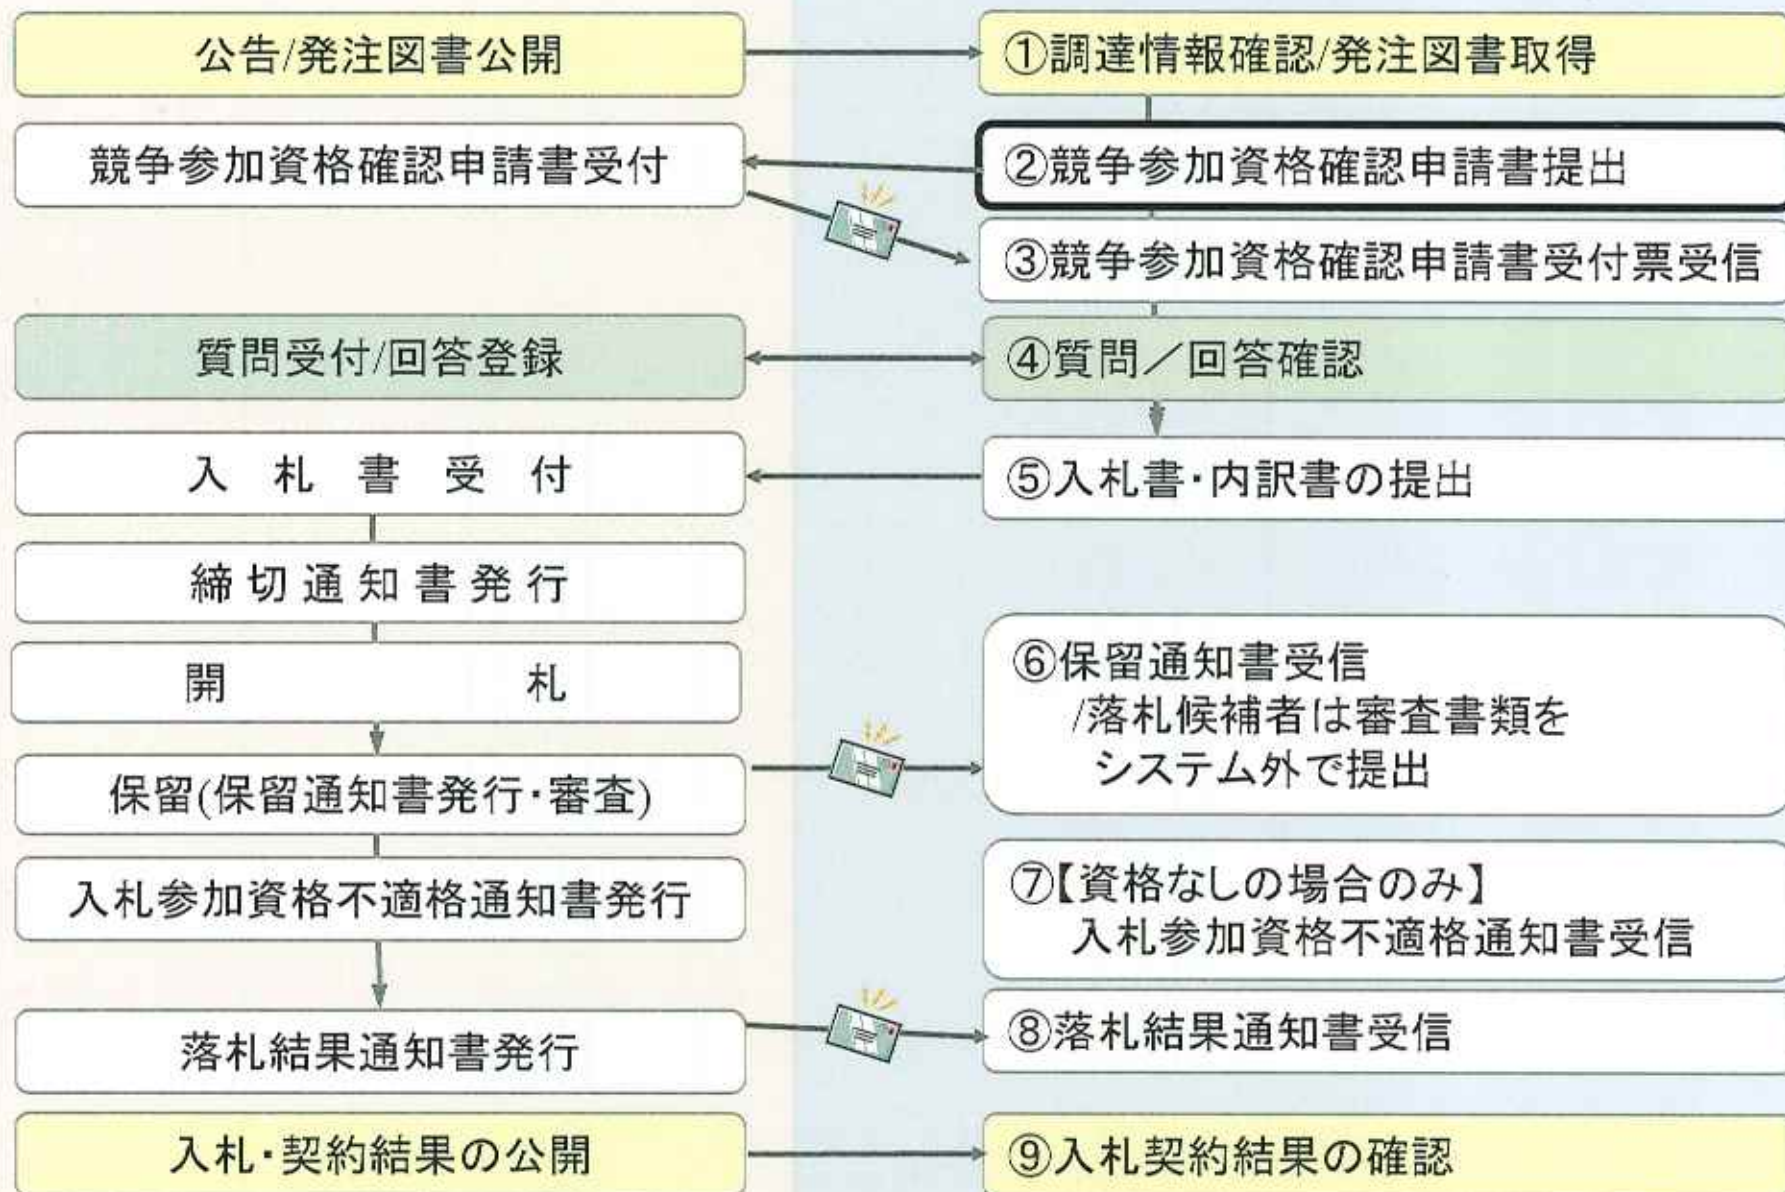 公告/発注図書公開
①調達情報確認/発注図書取得
競争参加資格確認申請書受付
②競争参加資格確認申請書提出
③競争参加資格確認申請書受付票受信
質問受付/回答登録
④質問／回答確認
入札書受付
⑤入札書・内訳書の提出
締切通知書発行
開札
⑥保留通知書受信
/落札候補者は審査書類を
システム外で提出
保留(保留通知書発行・審査)
入札参加資格不適格通知書発行
⑦【資格なしの場合のみ】
入札参加資格不適格通知書受信
落札結果通知書発行
⑧落札結果通知書受信
入札・契約結果の公開
⑨入札契約結果の確認